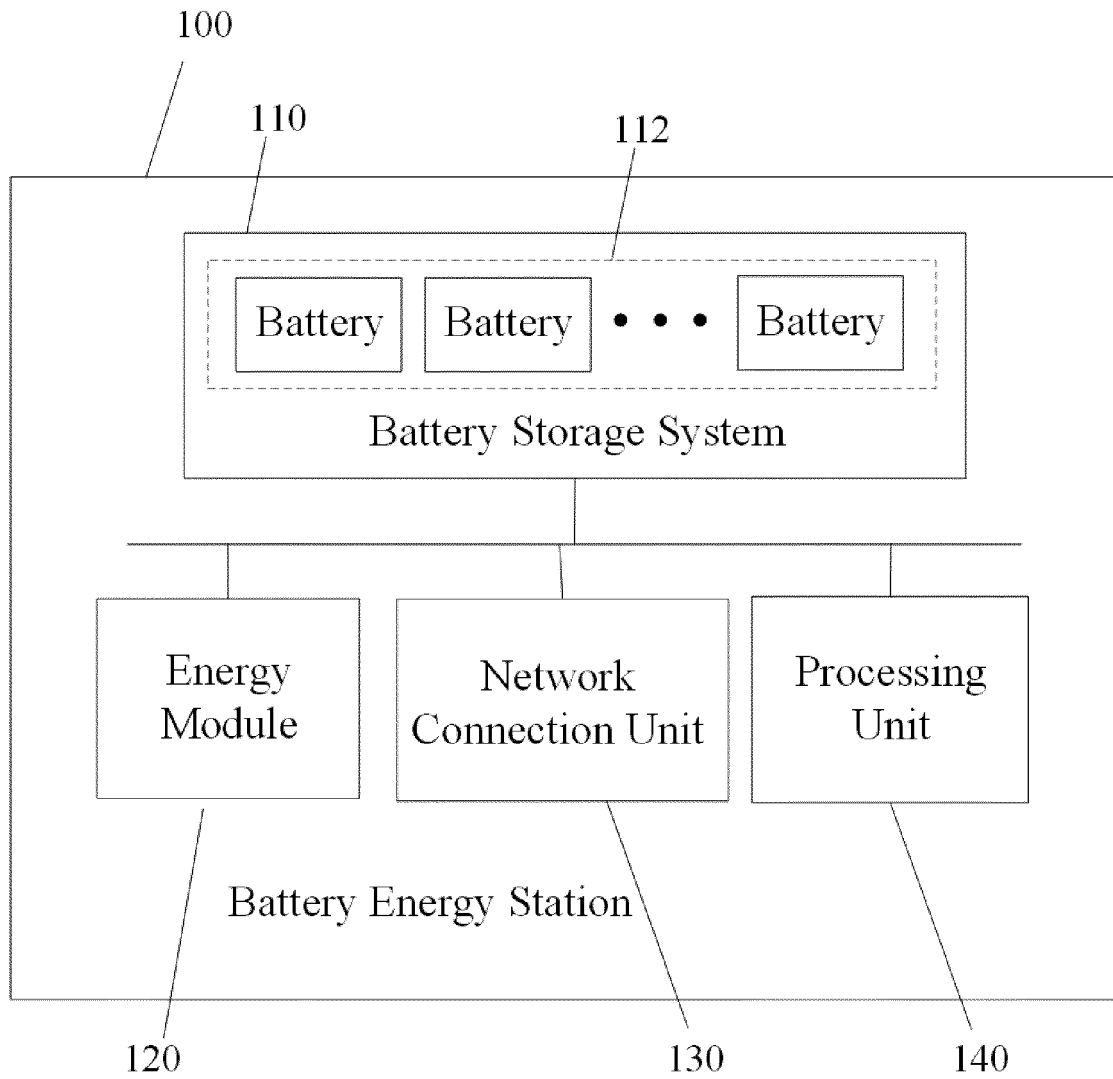 100
110
112
Battery Battery • • • Battery
Battery Storage System
Energy
Module
Network
Connection Unit
Processing
Unit
Battery Energy Station
120
130
140